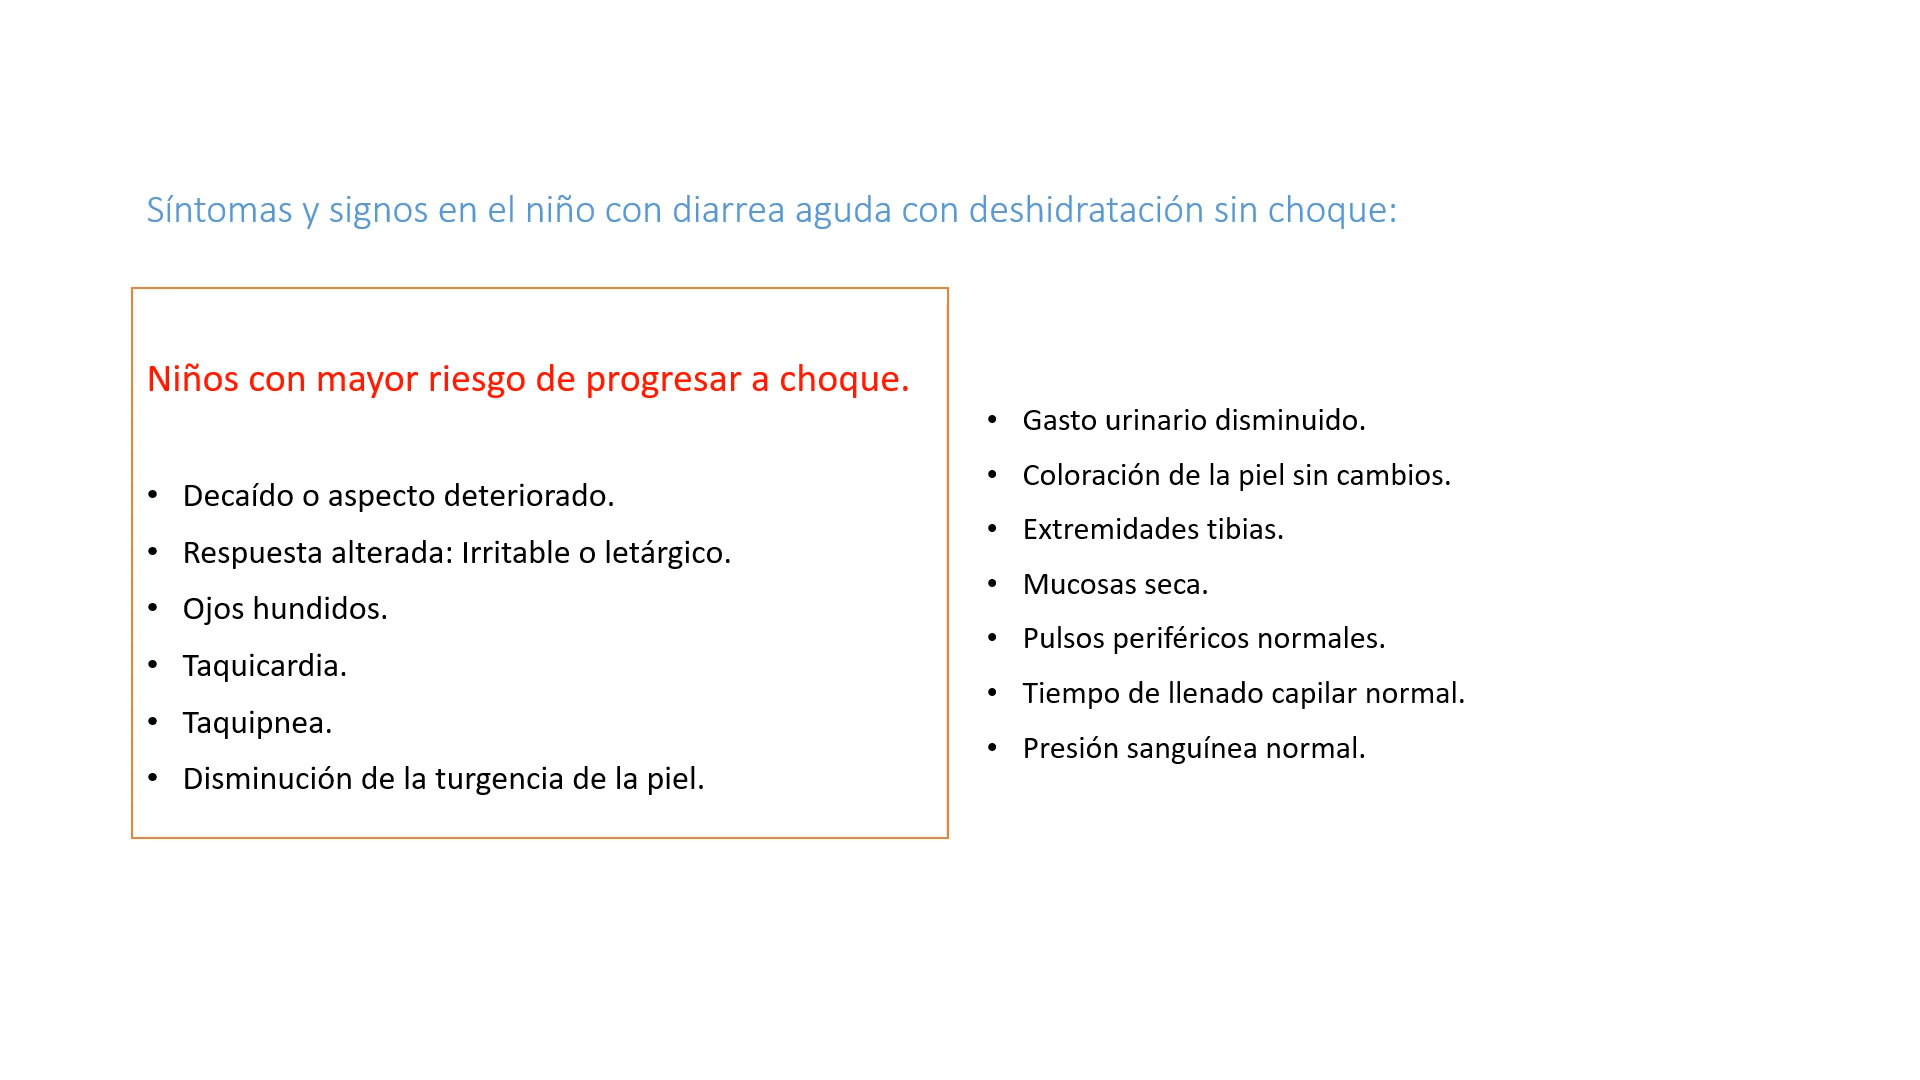 Síntomas y signos en el niño con diarrea aguda con deshidratación sin choque:
Niños con mayor riesgo de progresar a choque.
• Decaído o aspecto deteriorado.
• Respuesta alterada: Irritable o letárgico.
• Ojos hundidos.
• Taquicardia.
• Taquipnea.
• Disminución de la turgencia de la piel.
• Gasto urinario disminuido.
• Coloración de la piel sin cambios.
• Extremidades tibias.
• Mucosas seca.
• Pulsos periféricos normales.
• Tiempo de llenado capilar normal.
• Presión sanguínea normal.